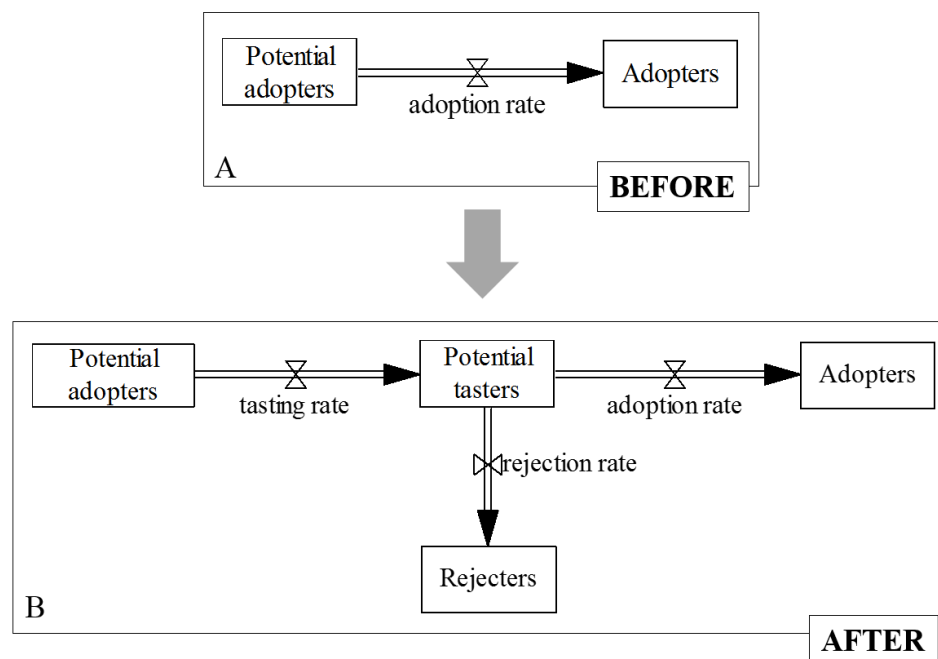 Potential
adopters
adoption rate
Adopters
A
BEFORE
Potential
adopters
tasting rate
Potential
tasters
adoption rate
Adopters
rejection rate
Rejecters
B
AFTER